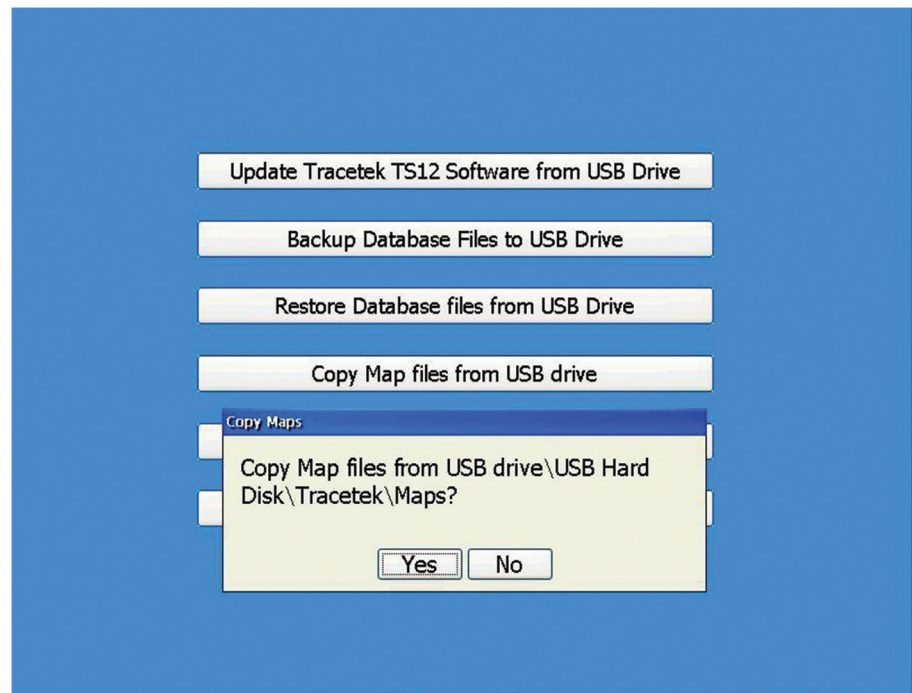 Update Tracetek TS12 Software from USB Drive
Backup Database Files to USB Drive
Restore Database files from USB Drive
Copy Map files from USB drive
Copy Maps
Copy Map files from USB drive\USB Hard
Disk\Tracetek\Maps?
Yes
No